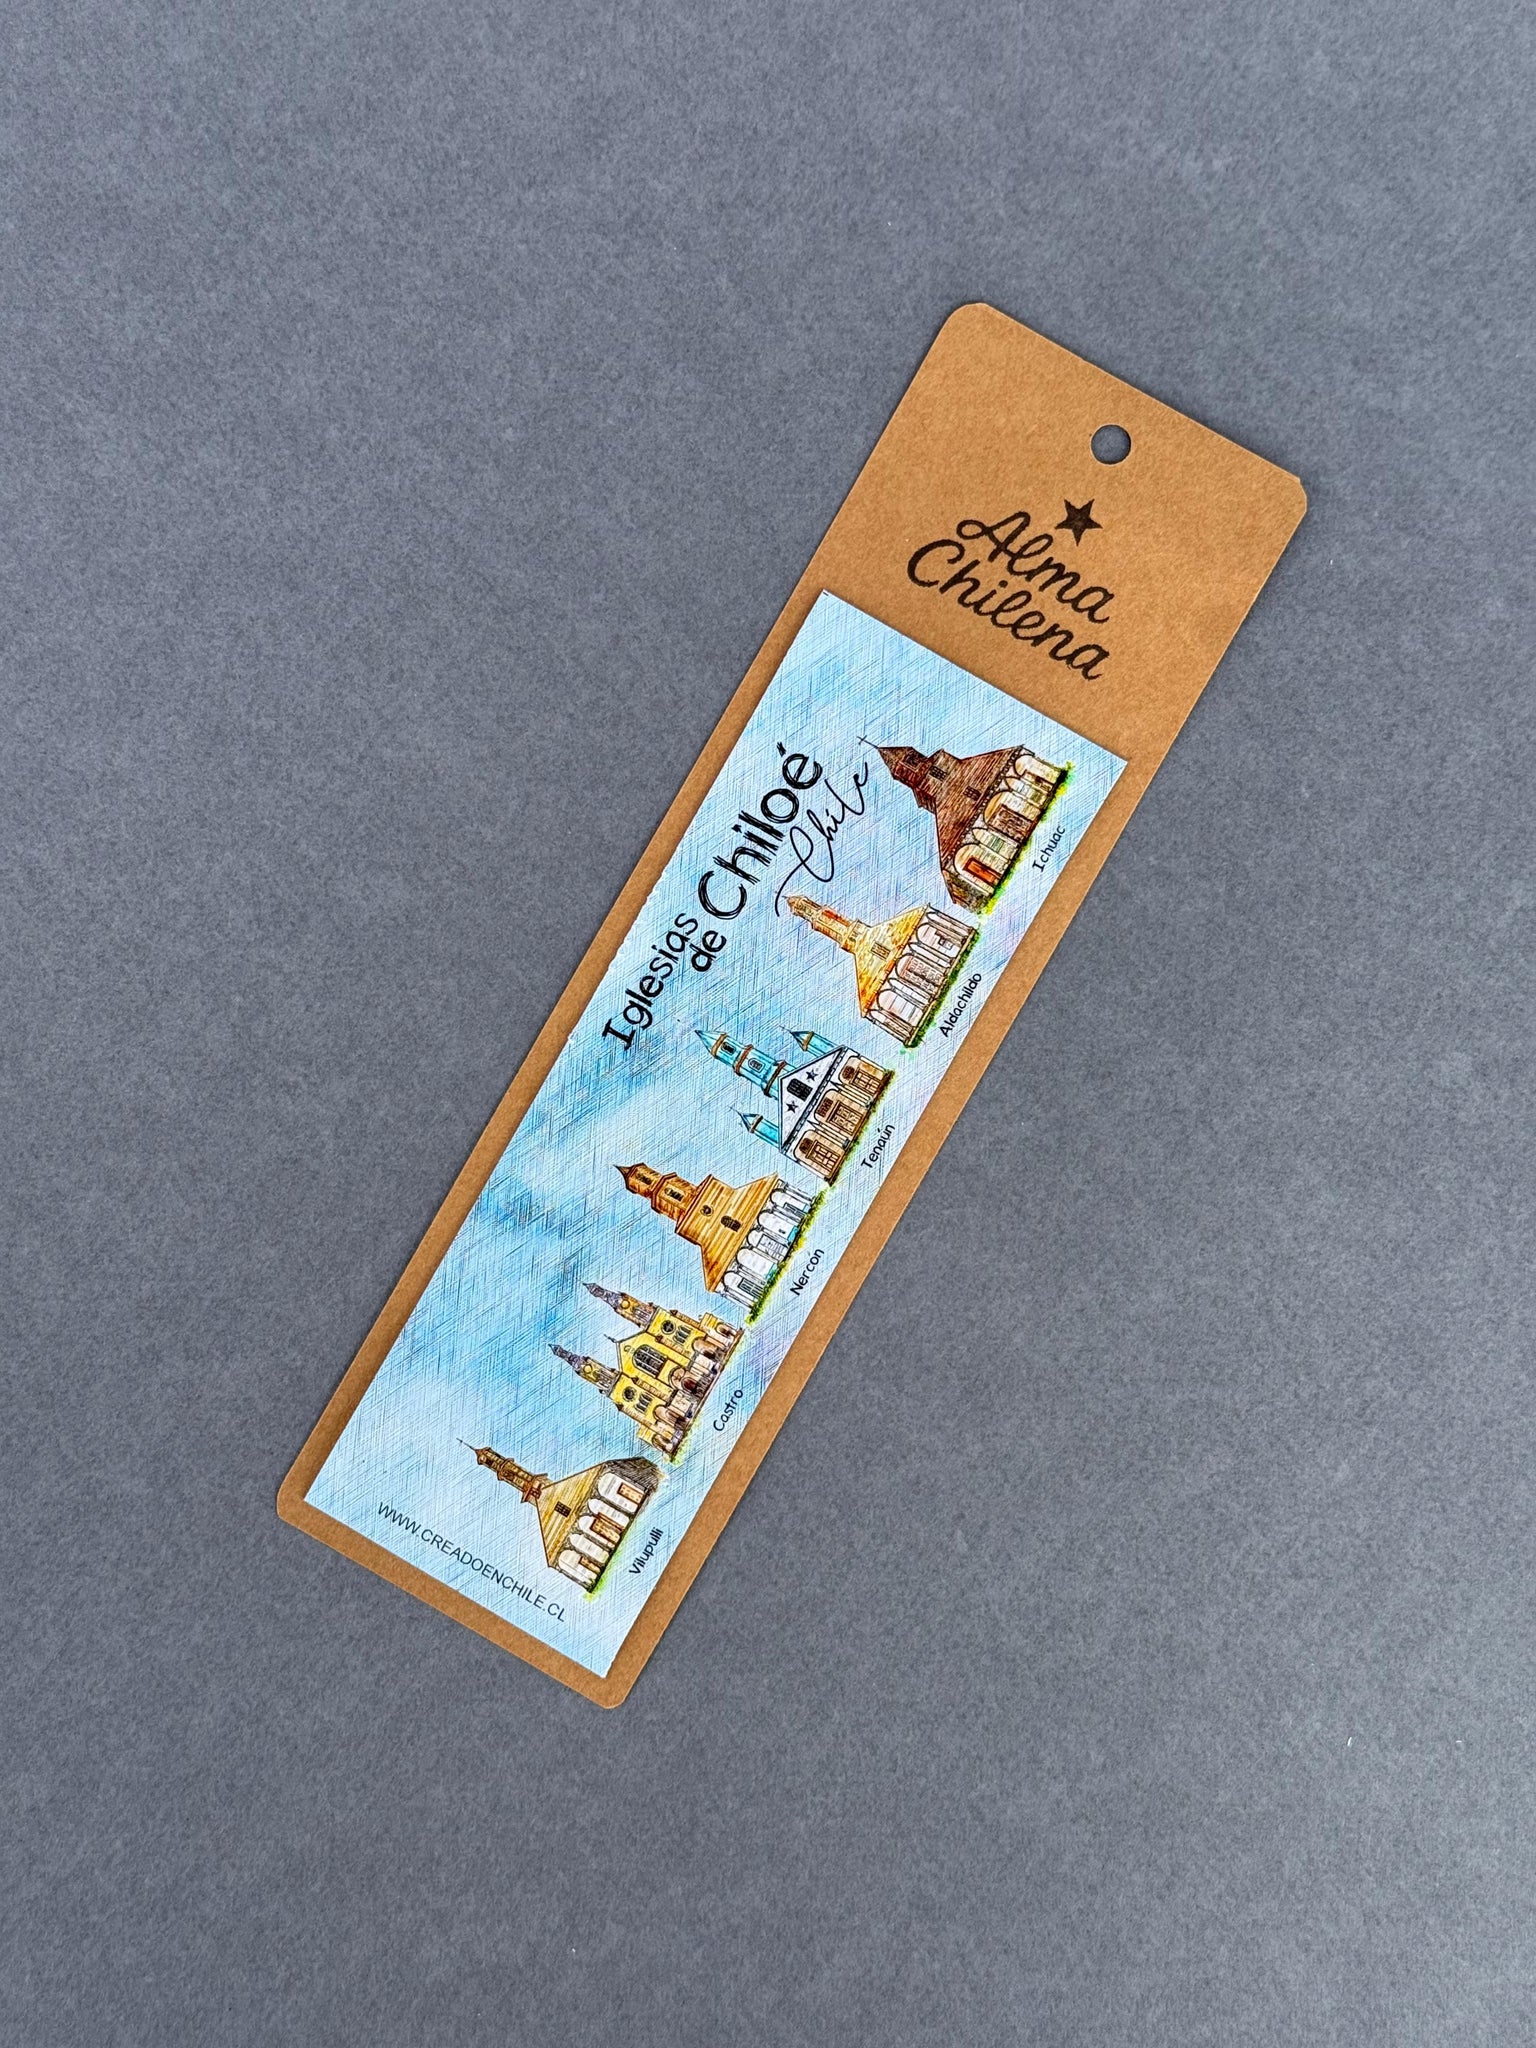 Alma
Chilena
Iglesias
de Chiloé
Chile
Vilupulli
Castro
Nercón
Tenaún
Aldachildo
Ichuac
WWW.CREADOENCHILE.CL